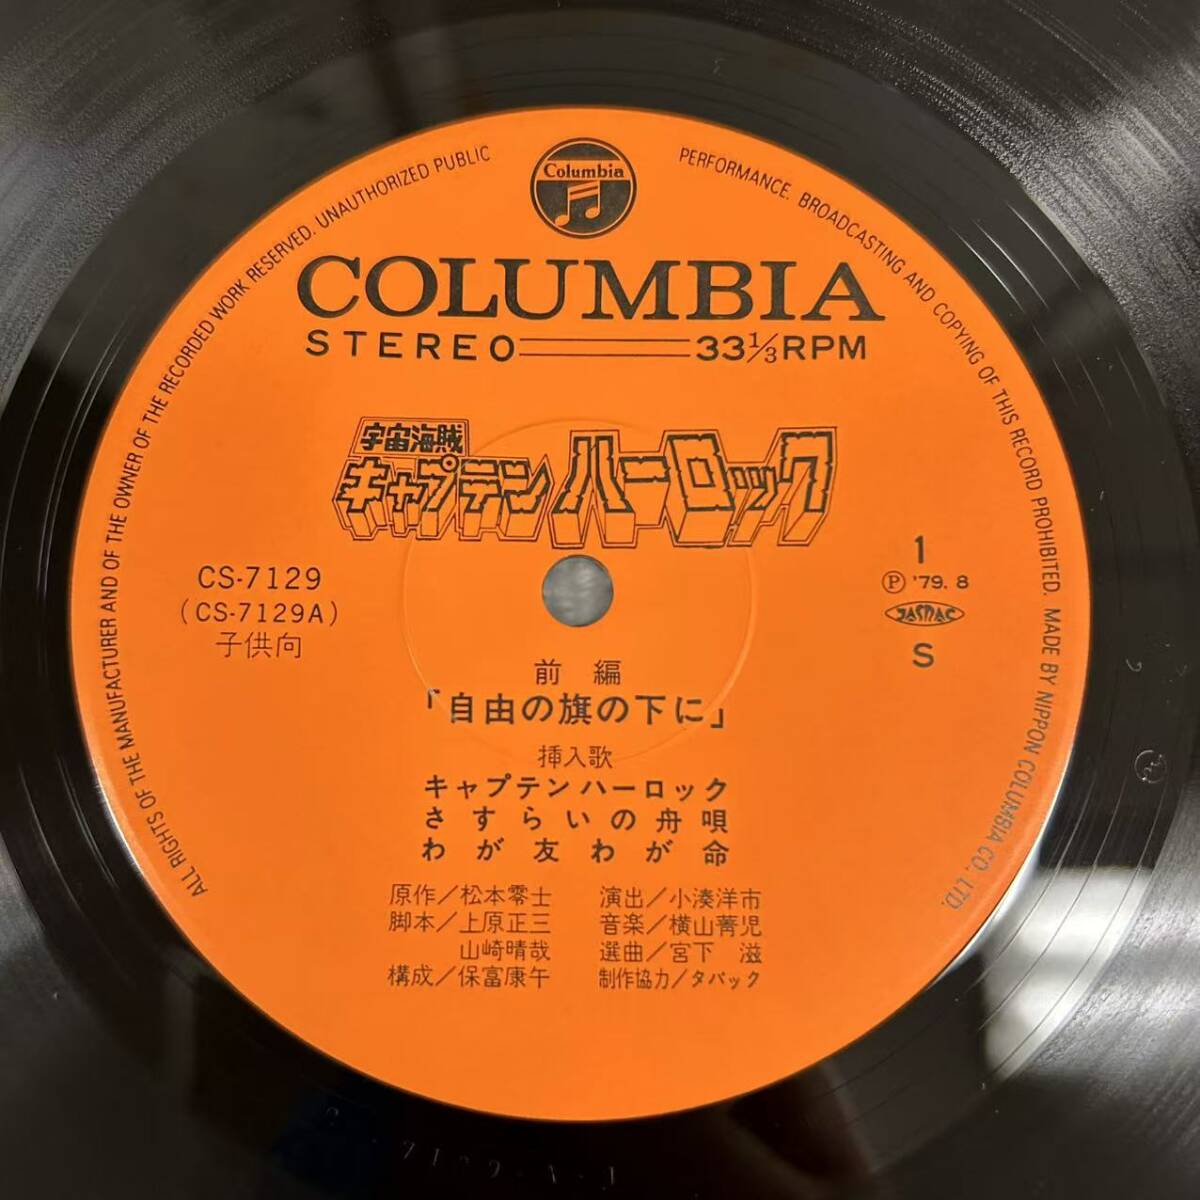 Columbia
ALL RIGHTS OF THE MANUFACTURER AND OF THE OWNER OF THE RECORDED WORK RESERVED. UNAUTHORIZED PUBLIC PERFORMANCE. BROADCASTING AND COPYING OF THIS RECORD PROHIBITED. MADE BY NIPPON COLUMBIA CO., LTD.
COLUMBIA
STEREO 33⅓RPM
宇宙海賊
キャプテンハーロック
CS-7129
(CS-7129A)
子供向
1
Ⓟ'79.8
JASRAC
S
前編
「自由の旗の下に」
挿入歌
キャプテンハーロック
さすらいの舟唄
わが友わが命
原作/松本零士 演出/小湊洋市
脚本/上原正三 音楽/横山菁児
山崎晴哉 選曲/宮下 滋
構成/保富康午 制作協力/タバック